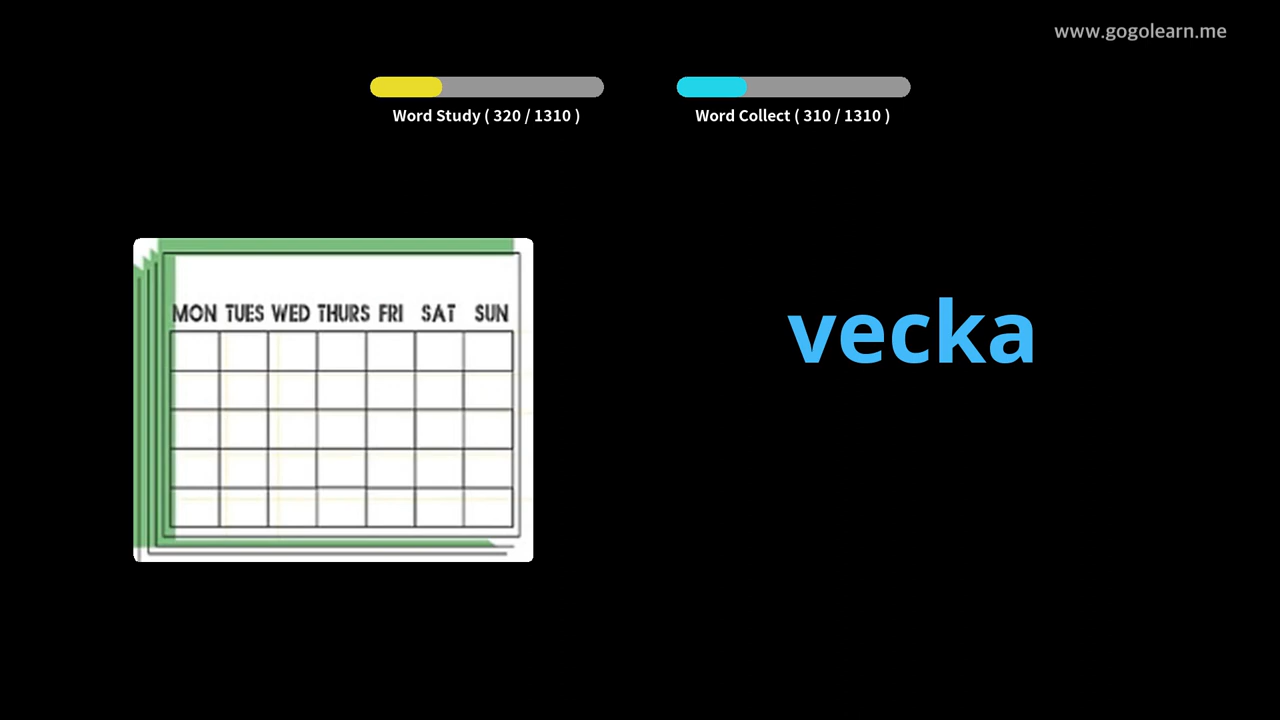 www.gogolearn.me
Word Study ( 320 / 1310 )
Word Collect ( 310 / 1310 )
MON TUES WED THURS FRI SAT SUN
vecka